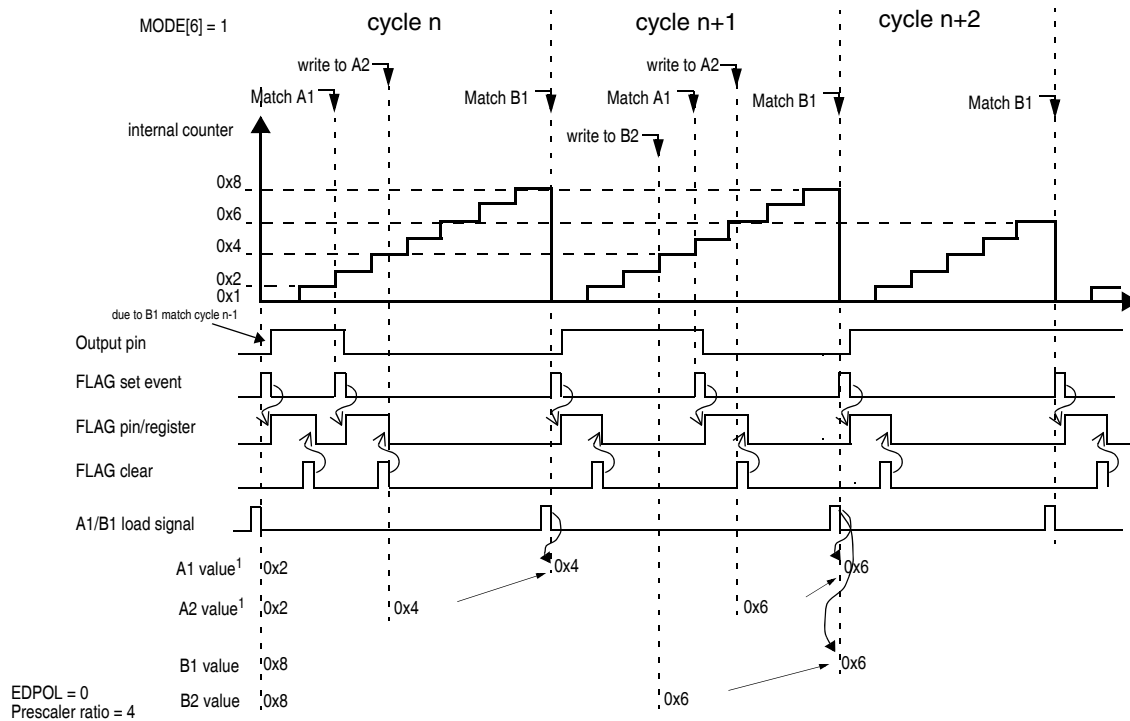 MODE[6] = 1
cycle n
cycle n+1
cycle n+2
write to A2
write to A2
Match A1
Match B1
Match A1
Match B1
Match B1
internal counter
write to B2
0x8
0x6
0x4
0x2
0x1
due to B1 match cycle n-1
Output pin
FLAG set event
FLAG pin/register
FLAG clear
A1/B1 load signal
A1 value1 0x2 0x4 0x6
A2 value1 0x2 0x4 0x6
B1 value 0x8 0x6
B2 value 0x8 0x6
EDPOL = 0
Prescaler ratio = 4